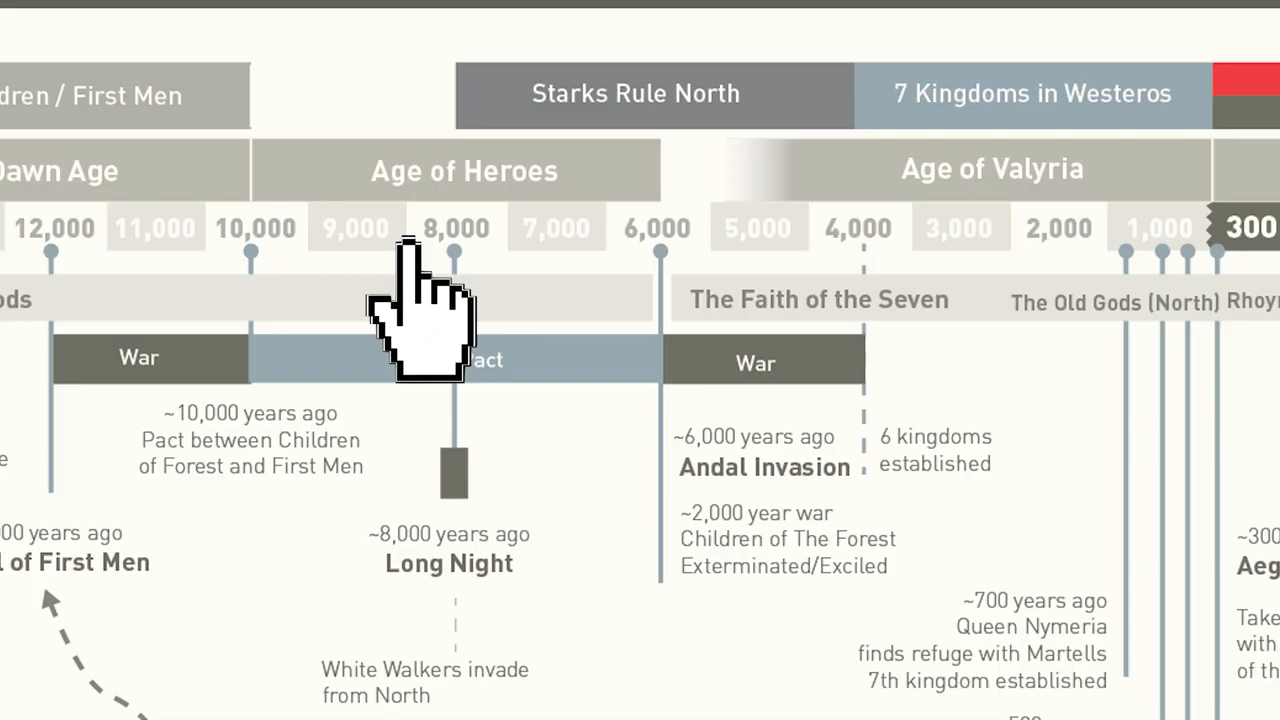 dren / First Men
Starks Rule North
7 Kingdoms in Westeros
Dawn Age
Age of Heroes
Age of Valyria
12,000 11,000 10,000 9,000 8,000 7,000 6,000 5,000 4,000 3,000 2,000 1,000 300
ods
The Faith of the Seven
The Old Gods (North)
Rhoyn
War
act
War
~10,000 years ago
Pact between Children
of Forest and First Men
e
00 years ago
l of First Men
~8,000 years ago
Long Night
White Walkers invade
from North
~6,000 years ago
Andal Invasion
~2,000 year war
Children of The Forest
Exterminated/Exciled
6 kingdoms
established
~700 years ago
Queen Nymeria
finds refuge with Martells
7th kingdom established
~300
Aeg
Take
with
of th